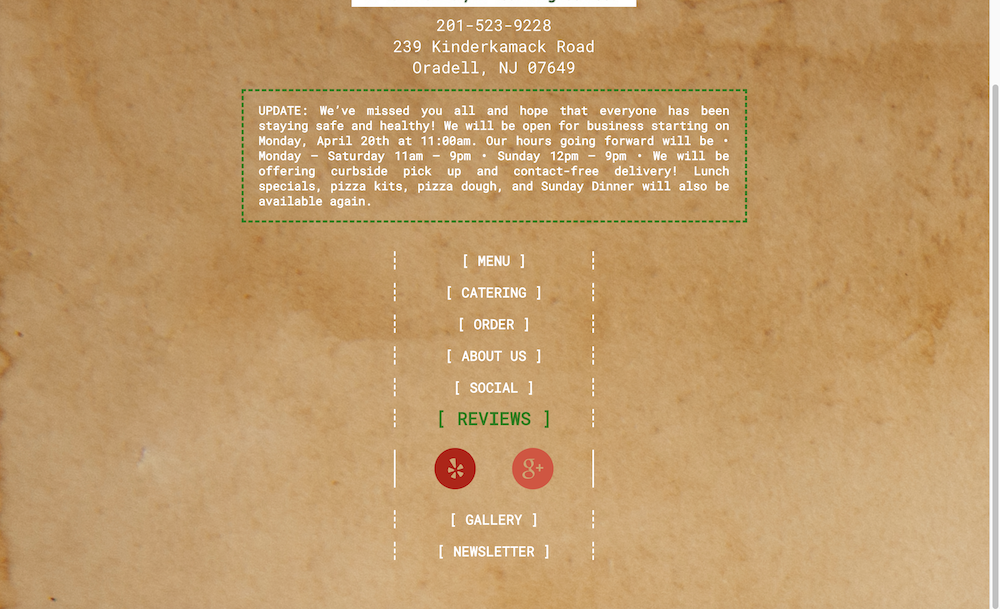 201-523-9228
239 Kinderkamack Road
Oradell, NJ 07649
UPDATE: We've missed you all and hope that everyone has been
staying safe and healthy! We will be open for business starting on
Monday, April 20th at 11:00am. Our hours going forward will be •
Monday – Saturday 11am – 9pm • Sunday 12pm – 9pm • We will be
offering curbside pick up and contact-free delivery! Lunch
specials, pizza kits, pizza dough, and Sunday Dinner will also be
available again.
[ MENU ]
[ CATERING ]
[ ORDER ]
[ ABOUT US ]
[ SOCIAL ]
[ REVIEWS ]
g+
[ GALLERY ]
[ NEWSLETTER ]